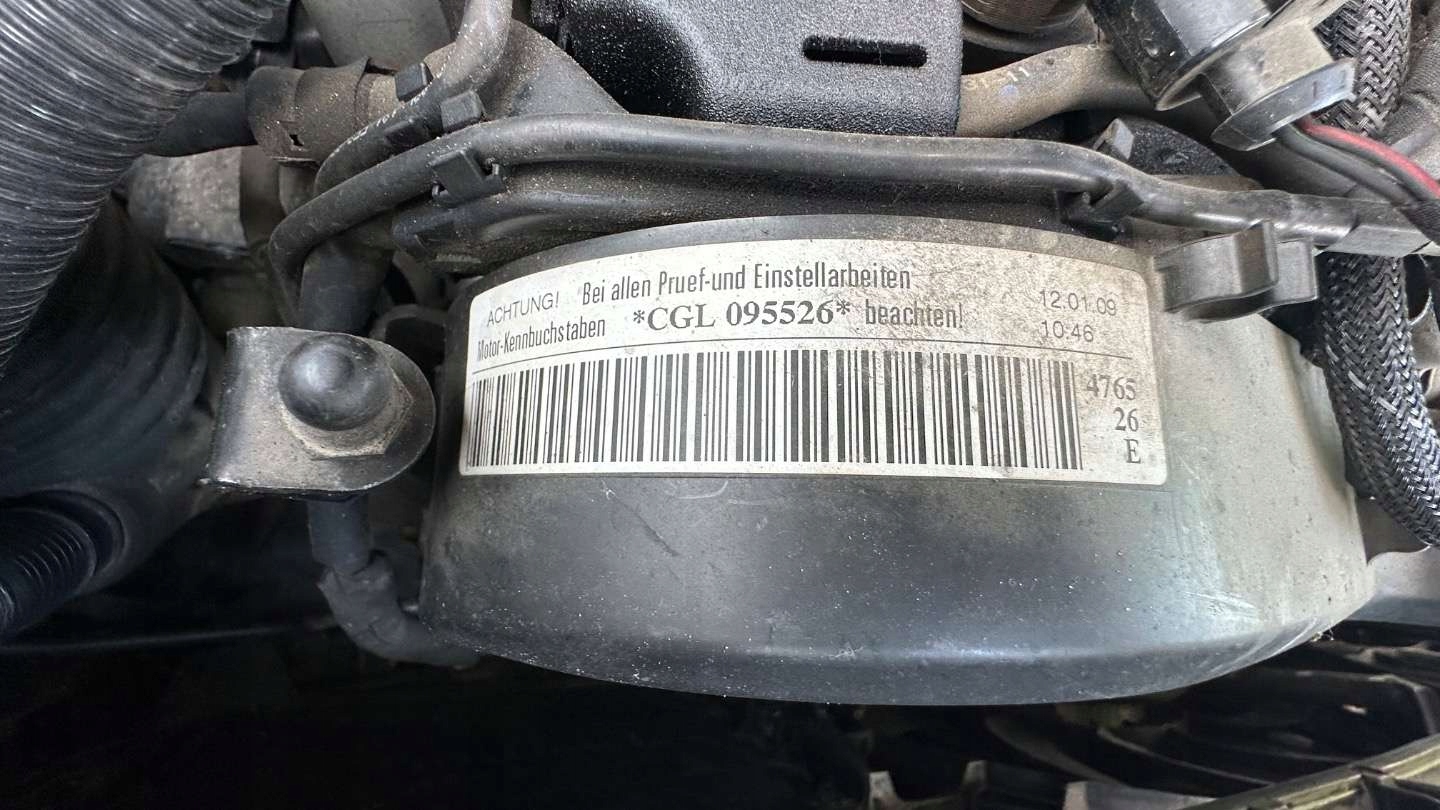 ACHTUNG! Bei allen Pruef-und Einstellarbeiten
Motor-Kennbuchstaben *CGL 095526* beachten!
12.01.09
10:46
4765
26
E